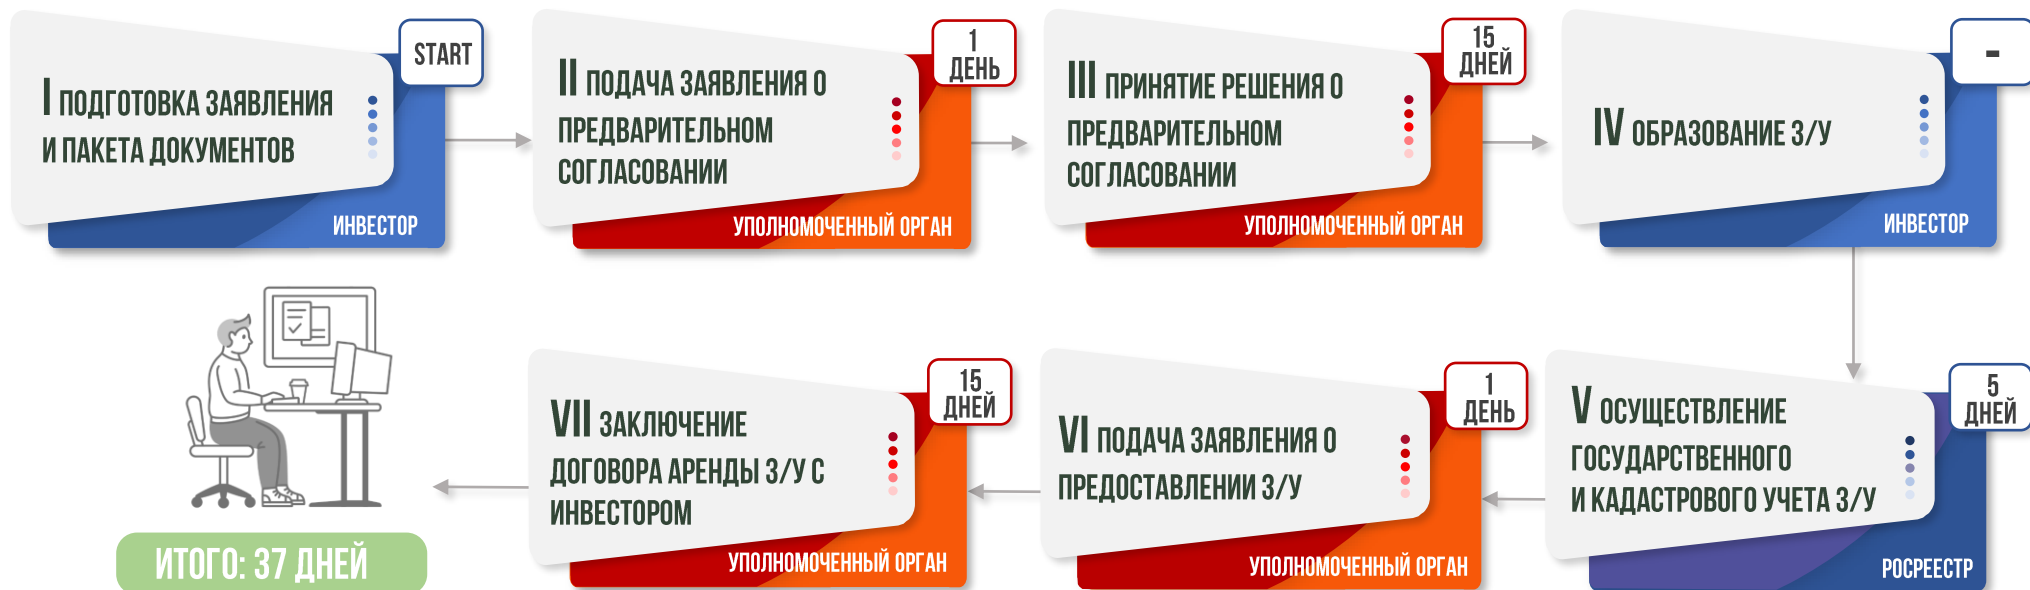 START
I ПОДГОТОВКА ЗАЯВЛЕНИЯ
И ПАКЕТА ДОКУМЕНТОВ
ИНВЕСТОР
1
ДЕНЬ
II ПОДАЧА ЗАЯВЛЕНИЯ О
ПРЕДВАРИТЕЛЬНОМ
СОГЛАСОВАНИИ
УПОЛНОМОЧЕННЫЙ ОРГАН
15
ДНЕЙ
III ПРИНЯТИЕ РЕШЕНИЯ О
ПРЕДВАРИТЕЛЬНОМ
СОГЛАСОВАНИИ
УПОЛНОМОЧЕННЫЙ ОРГАН
-
IV ОБРАЗОВАНИЕ З/У
ИНВЕСТОР
5
ДНЕЙ
V ОСУЩЕСТВЛЕНИЕ
ГОСУДАРСТВЕННОГО
И КАДАСТРОВОГО УЧЕТА З/У
РОСРЕЕСТР
1
ДЕНЬ
VI ПОДАЧА ЗАЯВЛЕНИЯ О
ПРЕДОСТАВЛЕНИИ З/У
УПОЛНОМОЧЕННЫЙ ОРГАН
15
ДНЕЙ
VII ЗАКЛЮЧЕНИЕ
ДОГОВОРА АРЕНДЫ З/У С
ИНВЕСТОРОМ
УПОЛНОМОЧЕННЫЙ ОРГАН
ИТОГО: 37 ДНЕЙ